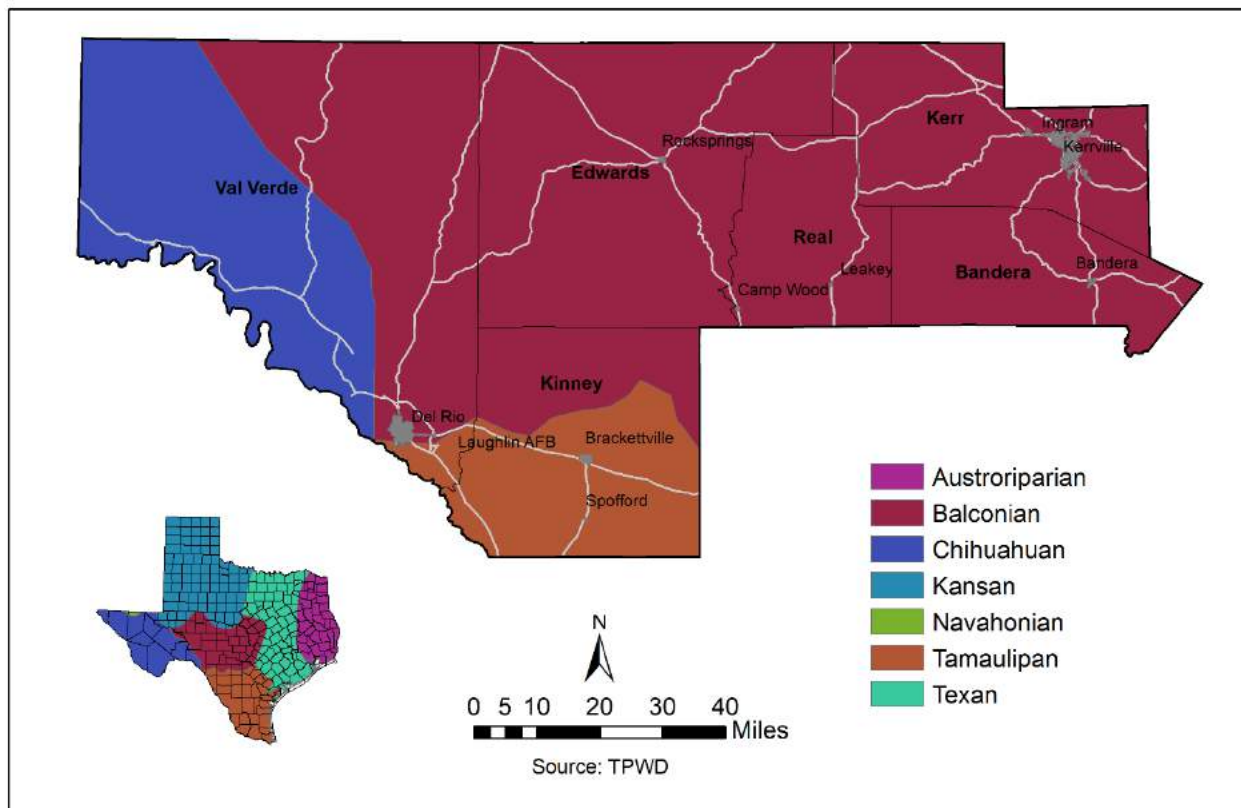 Val Verde
Edwards
Rocksprings
Kerr
Ingram
Kerrville
Real
Camp Wood
Leakey
Bandera
Bandera
Kinney
Del Rio
Laughlin AFB
Brackettville
Spofford
Austroriparian
Balconian
Chihuahuan
Kansan
Navahonian
Tamaulipan
Texan
N
0 5 10 20 30 40
Miles
Source: TPWD